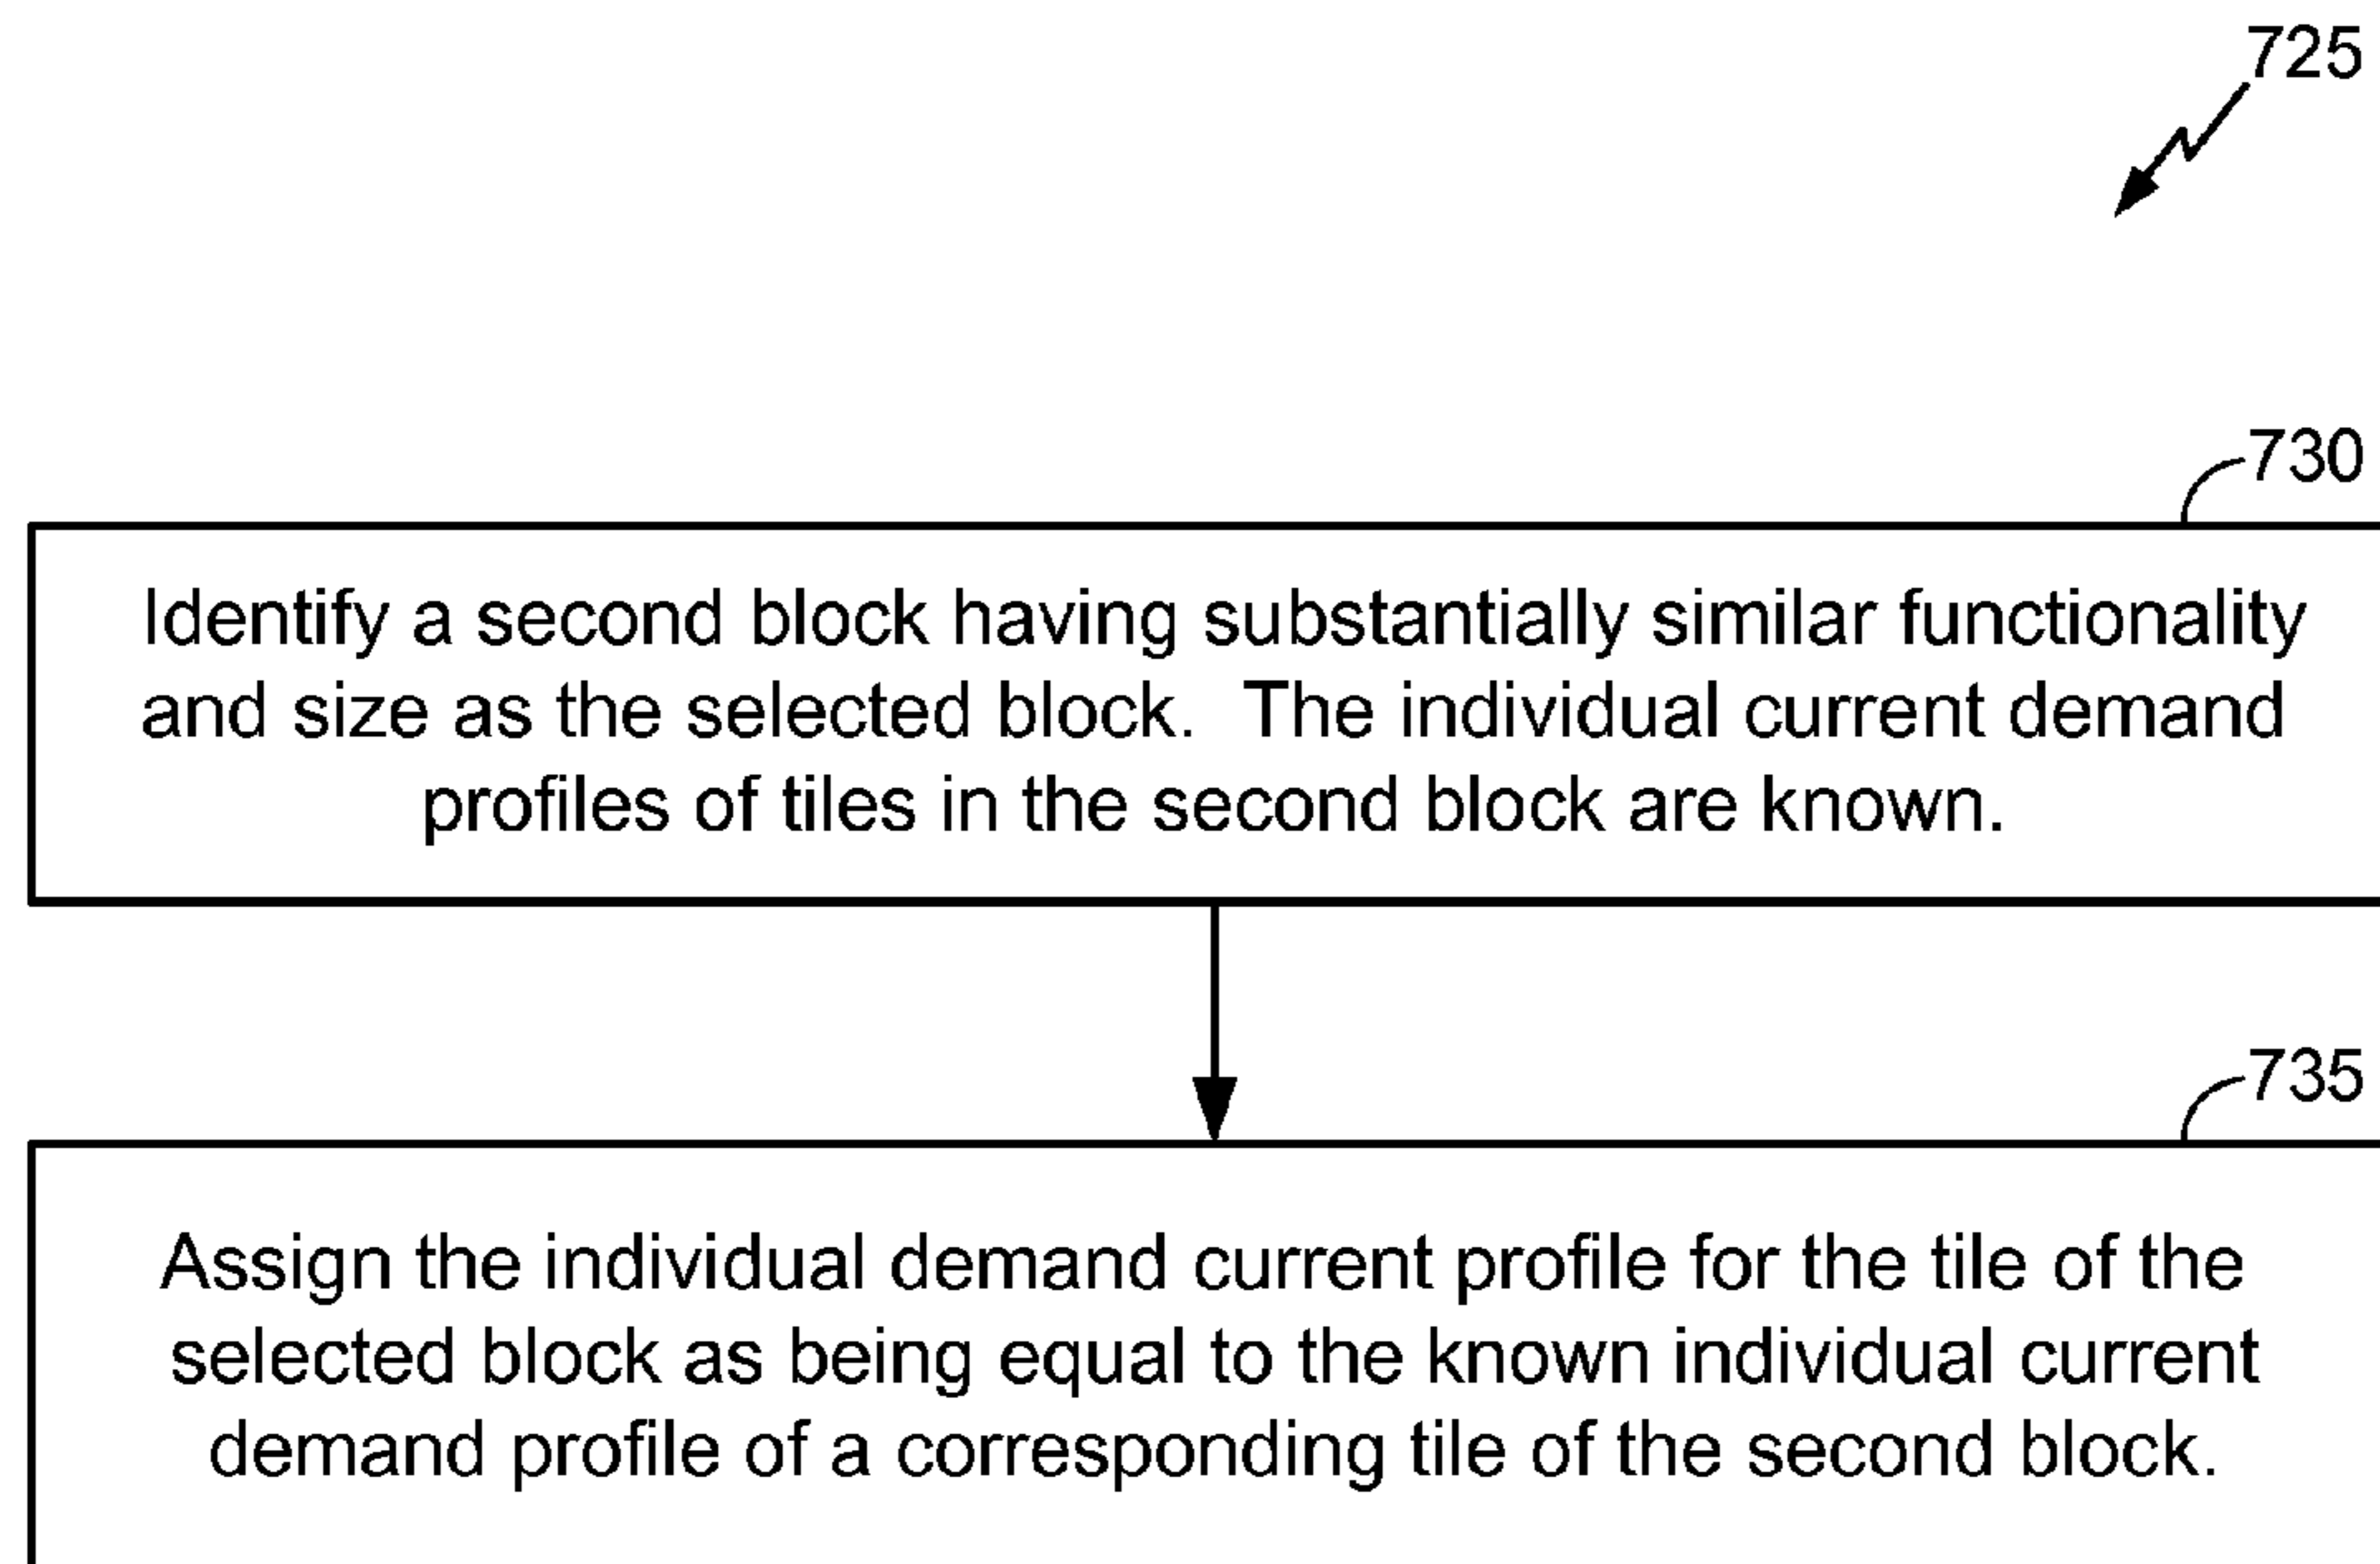 725
730
Identify a second block having substantially similar functionality
and size as the selected block. The individual current demand
profiles of tiles in the second block are known.
735
Assign the individual demand current profile for the tile of the
selected block as being equal to the known individual current
demand profile of a corresponding tile of the second block.